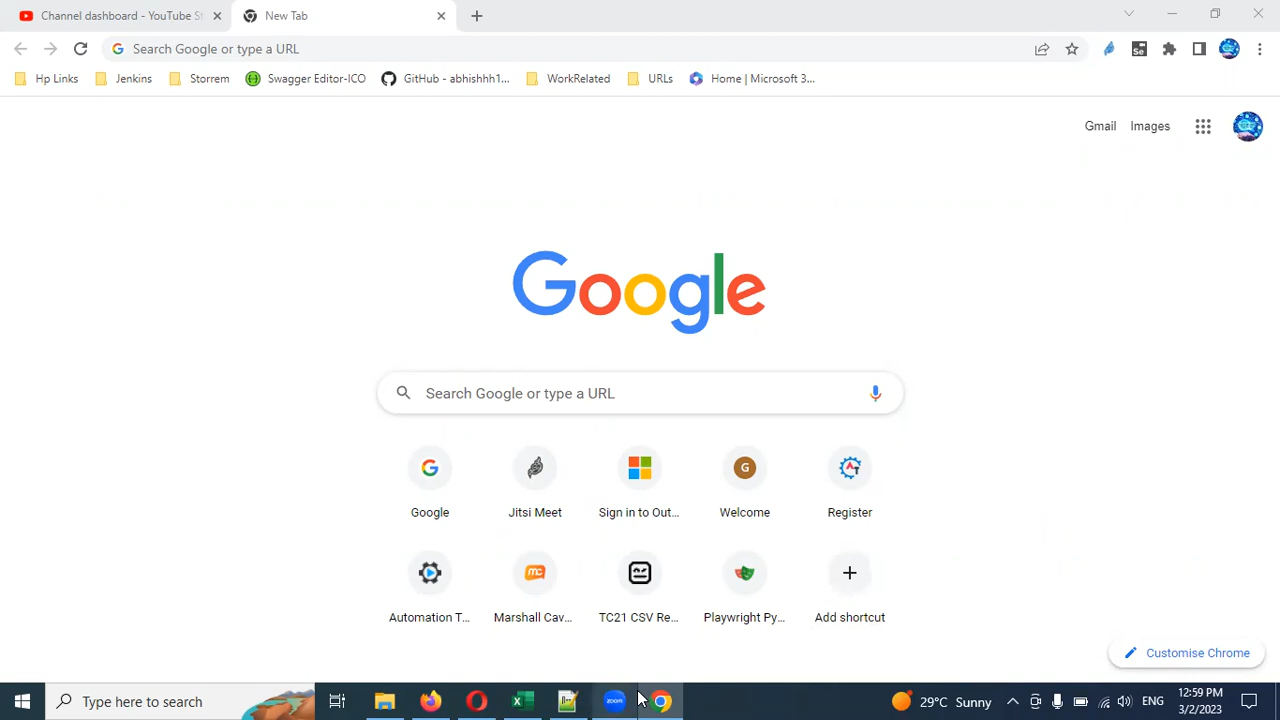 Channel dashboard - YouTube St
New Tab
Search Google or type a URL
Hp Links
Jenkins
Storrem
Swagger Editor-ICO
GitHub - abhishhh1...
WorkRelated
URLs
Home | Microsoft 3...
Se
Gmail
Images
Google
Search Google or type a URL
G
G
Google
Jitsi Meet
Sign in to Out...
Welcome
Register
mc
Automation T...
Marshall Cav...
TC21 CSV Re...
Playwright Py...
Add shortcut
Customise Chrome
Type here to search
zoom
29°C Sunny
ENG
12:59 PM
3/2/2023